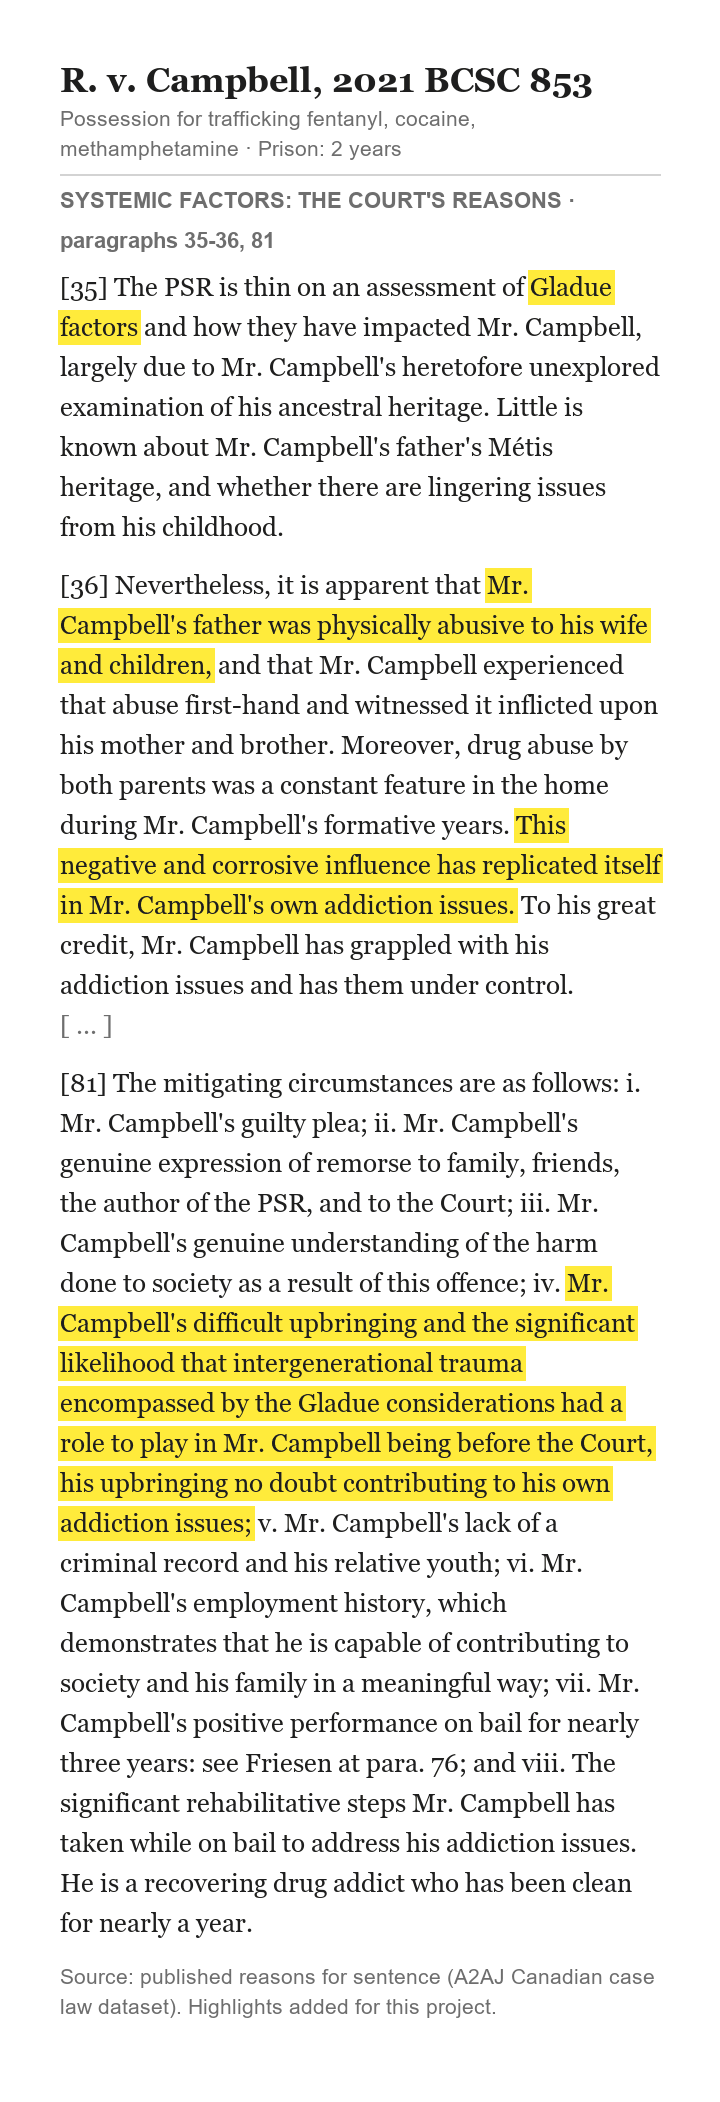 R. v. Campbell, 2021 BCSC 853
Possession for trafficking fentanyl, cocaine,
methamphetamine · Prison: 2 years
SYSTEMIC FACTORS: THE COURT'S REASONS ·
paragraphs 35-36, 81
[35] The PSR is thin on an assessment of Gladue
factors and how they have impacted Mr. Campbell,
largely due to Mr. Campbell's heretofore unexplored
examination of his ancestral heritage. Little is
known about Mr. Campbell's father's Métis
heritage, and whether there are lingering issues
from his childhood.
[36] Nevertheless, it is apparent that Mr.
Campbell's father was physically abusive to his wife
and children, and that Mr. Campbell experienced
that abuse first-hand and witnessed it inflicted upon
his mother and brother. Moreover, drug abuse by
both parents was a constant feature in the home
during Mr. Campbell's formative years. This
negative and corrosive influence has replicated itself
in Mr. Campbell's own addiction issues. To his great
credit, Mr. Campbell has grappled with his
addiction issues and has them under control.
[ ... ]
[81] The mitigating circumstances are as follows: i.
Mr. Campbell's guilty plea; ii. Mr. Campbell's
genuine expression of remorse to family, friends,
the author of the PSR, and to the Court; iii. Mr.
Campbell's genuine understanding of the harm
done to society as a result of this offence; iv. Mr.
Campbell's difficult upbringing and the significant
likelihood that intergenerational trauma
encompassed by the Gladue considerations had a
role to play in Mr. Campbell being before the Court,
his upbringing no doubt contributing to his own
addiction issues; v. Mr. Campbell's lack of a
criminal record and his relative youth; vi. Mr.
Campbell's employment history, which
demonstrates that he is capable of contributing to
society and his family in a meaningful way; vii. Mr.
Campbell's positive performance on bail for nearly
three years: see Friesen at para. 76; and viii. The
significant rehabilitative steps Mr. Campbell has
taken while on bail to address his addiction issues.
He is a recovering drug addict who has been clean
for nearly a year.
Source: published reasons for sentence (A2AJ Canadian case
law dataset). Highlights added for this project.